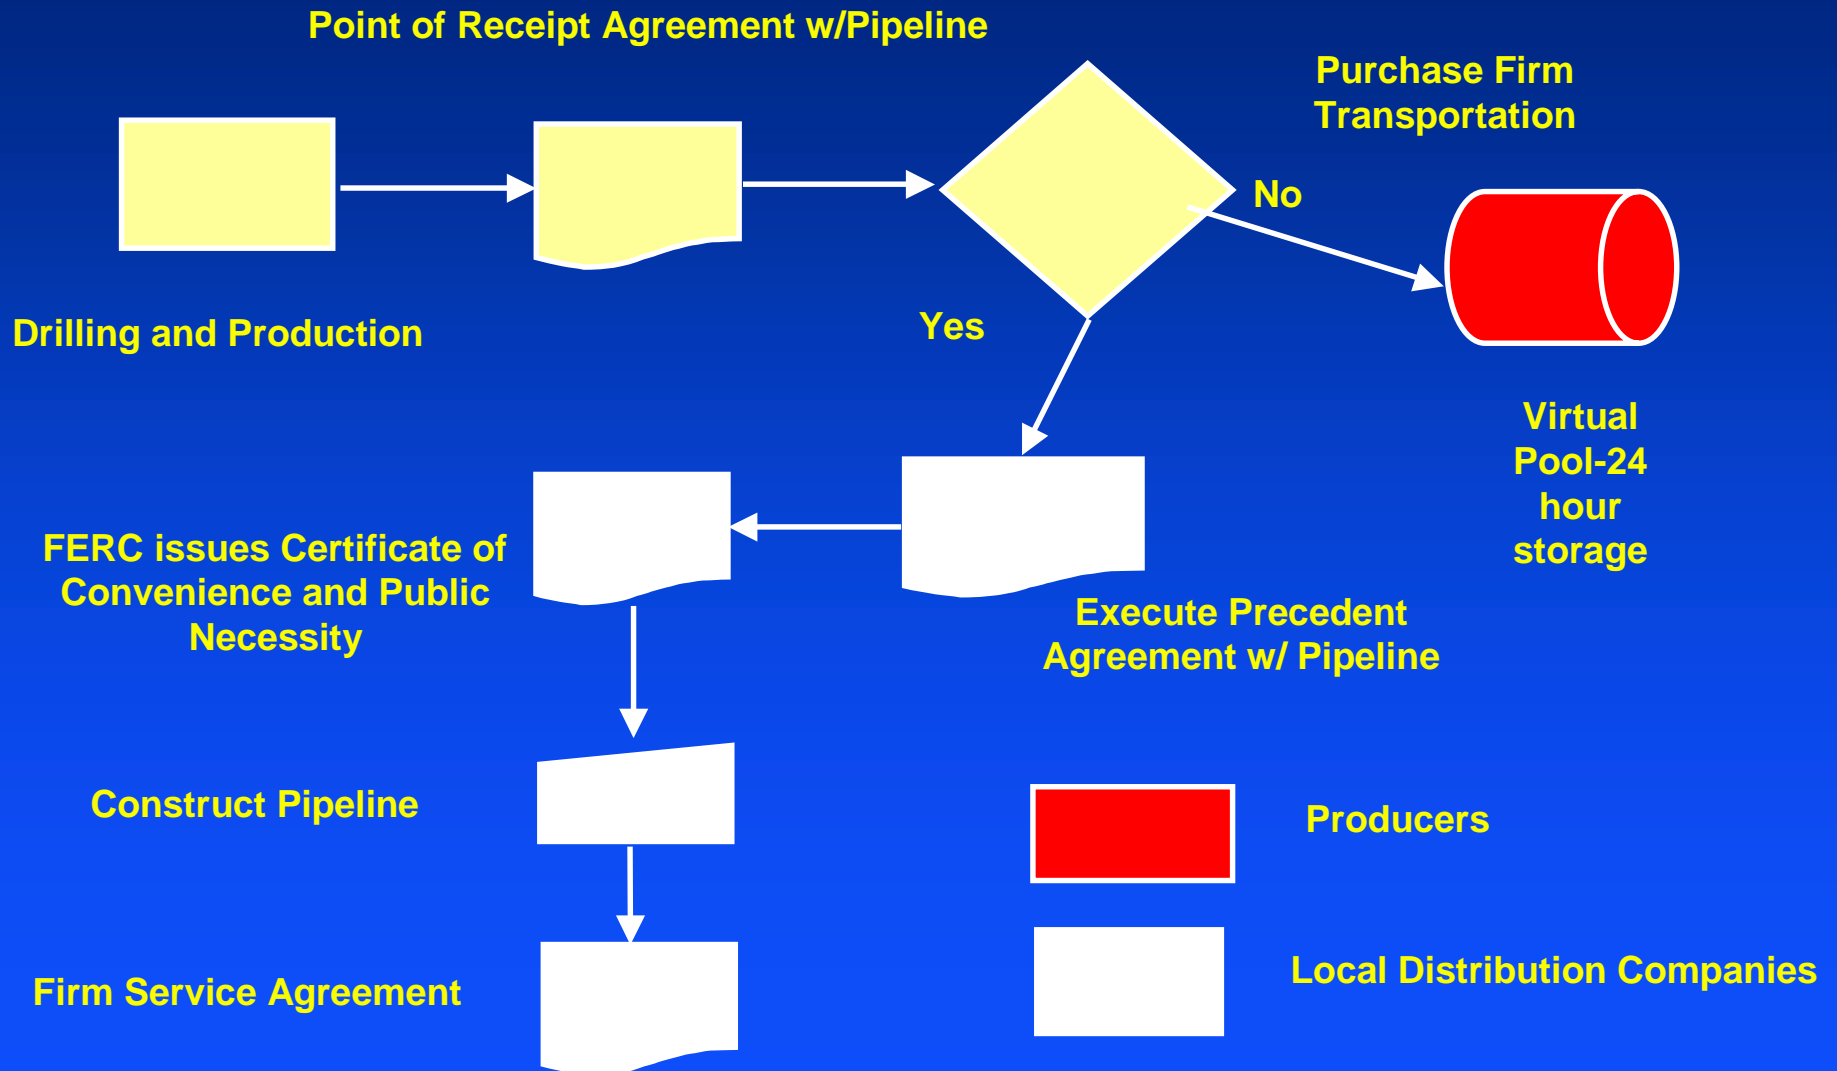 Point of Receipt Agreement w/Pipeline
Purchase Firm
Transportation
No
Drilling and Production
Yes
Virtual
Pool-24
hour
storage
FERC issues Certificate of
Convenience and Public
Necessity
Execute Precedent
Agreement w/ Pipeline
Construct Pipeline
Producers
Firm Service Agreement
Local Distribution Companies